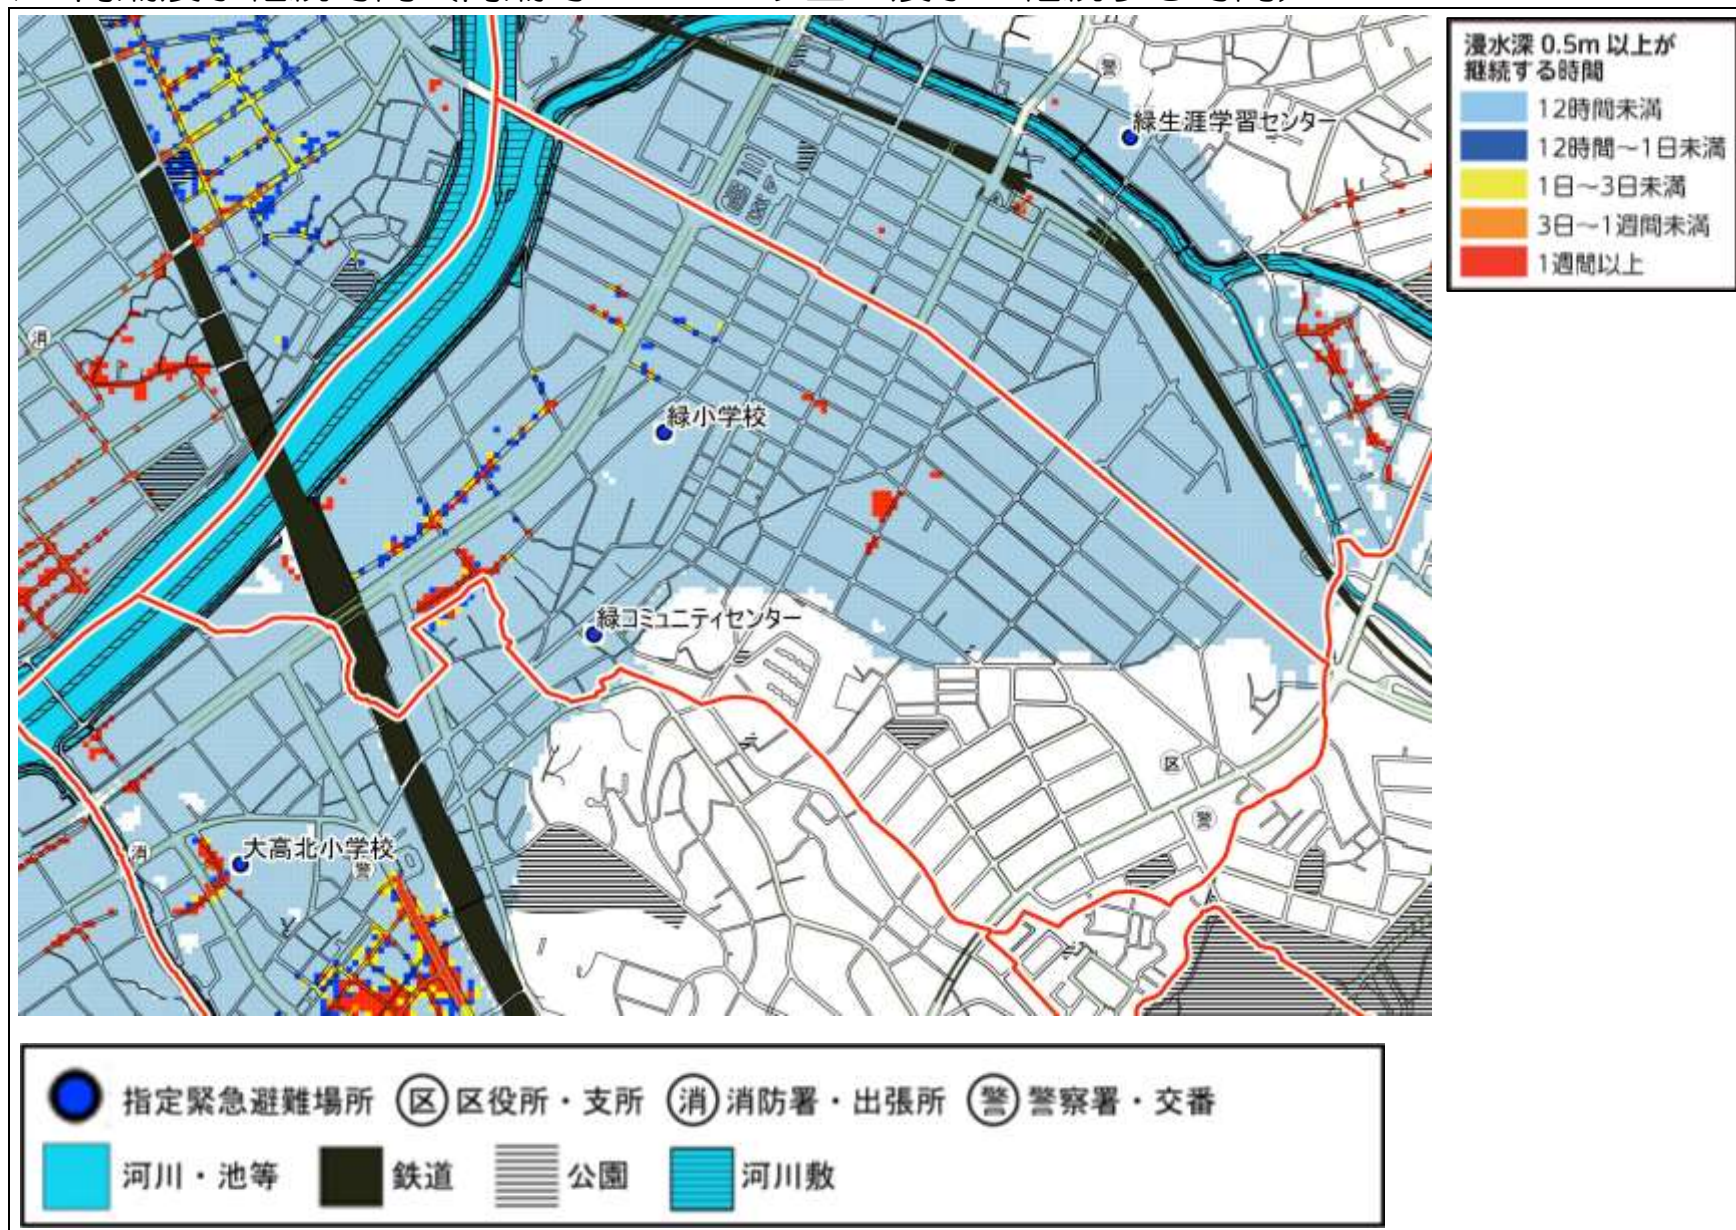 浸水深 0.5m 以上が
継続する時間
12時間未満
12時間～1日未満
1日～3日未満
3日～1週間未満
1週間以上
警
緑生涯学習センター
消
緑小学校
緑コミュニティセンター
区
警
消
大高北小学校
警
指定緊急避難場所
区 区役所・支所
消 消防署・出張所
警 警察署・交番
河川・池等
鉄道
公園
河川敷